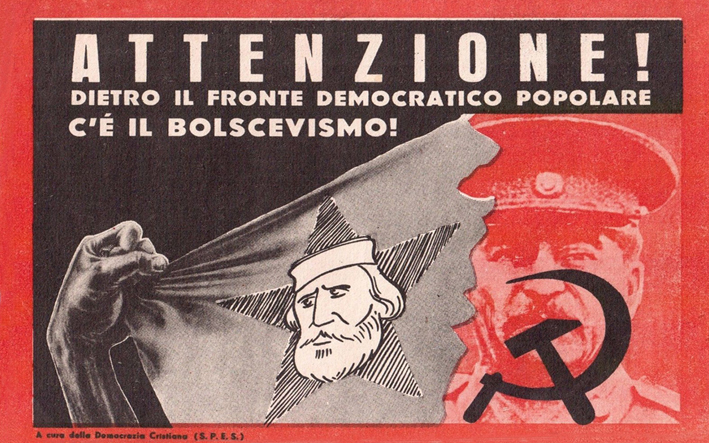 ATTENZIONE!
DIETRO IL FRONTE DEMOCRATICO POPOLARE
C'É IL BOLSCEVISMO!
A cura della Democrazia Cristiana (S.P.E.S.)